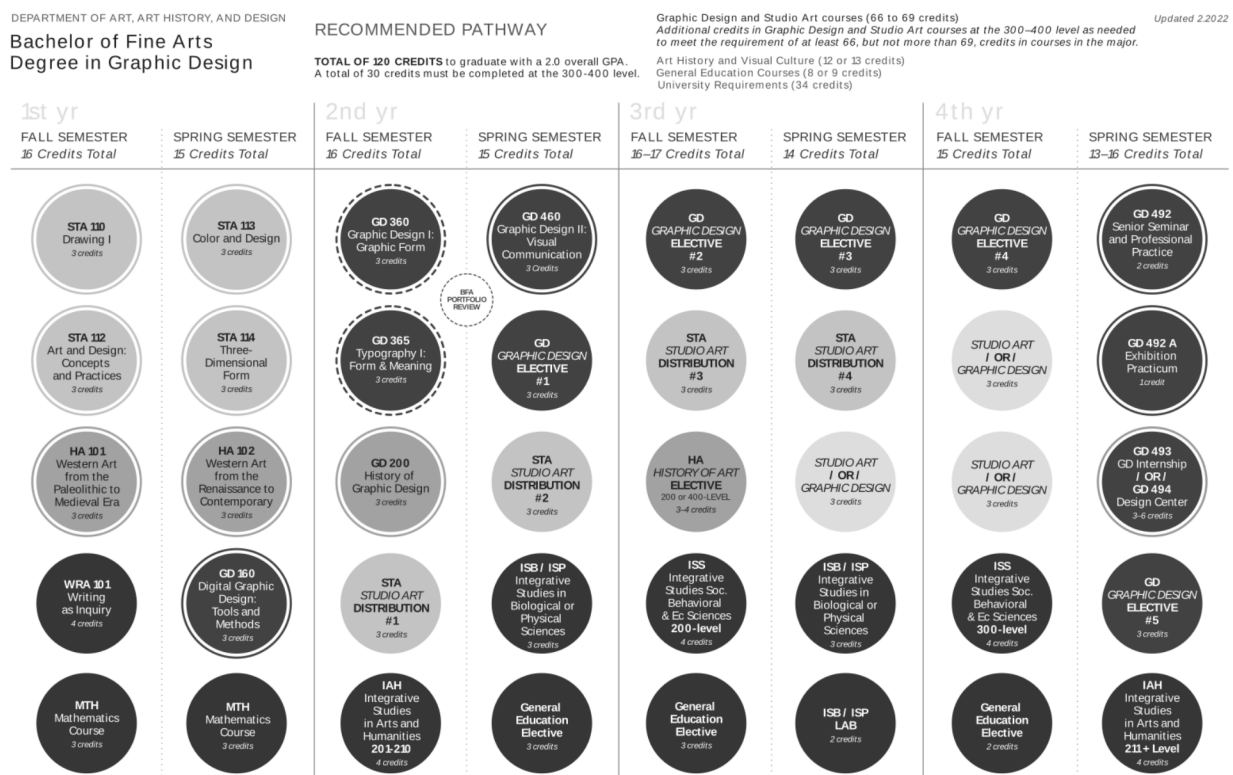 DEPARTMENT OF ART, ART HISTORY, AND DESIGN
Bachelor of Fine Arts
Degree in Graphic Design
RECOMMENDED PATHWAY
TOTAL OF 120 CREDITS to graduate with a 2.0 overall GPA.
A total of 30 credits must be completed at the 300-400 level.
Graphic Design and Studio Art courses (66 to 69 credits)
Additional credits in Graphic Design and Studio Art courses at the 300–400 level as needed
to meet the requirement of at least 66, but not more than 69, credits in courses in the major.
Art History and Visual Culture (12 or 13 credits)
General Education Courses (8 or 9 credits)
University Requirements (34 credits)
Updated 2.2022
1st yr
FALL SEMESTER
16 Credits Total
SPRING SEMESTER
15 Credits Total
2nd yr
FALL SEMESTER
16 Credits Total
SPRING SEMESTER
15 Credits Total
3rd yr
FALL SEMESTER
16–17 Credits Total
SPRING SEMESTER
14 Credits Total
4th yr
FALL SEMESTER
15 Credits Total
SPRING SEMESTER
13–16 Credits Total
STA 110
Drawing I
3 credits
STA 113
Color and Design
3 credits
GD 360
Graphic Design I:
Graphic Form
3 credits
GD 460
Graphic Design II:
Visual
Communication
3 Credits
GD
GRAPHIC DESIGN
ELECTIVE
#2
3 credits
GD
GRAPHIC DESIGN
ELECTIVE
#3
3 credits
GD
GRAPHIC DESIGN
ELECTIVE
#4
3 credits
GD 492
Senior Seminar
and Professional
Practice
2 credits
BFA
PORTFOLIO
REVIEW
STA 112
Art and Design:
Concepts
and Practices
3 credits
STA 114
Three-
Dimensional
Form
3 credits
GD 365
Typography I:
Form & Meaning
3 credits
GD
GRAPHIC DESIGN
ELECTIVE
#1
3 credits
STA
STUDIO ART
DISTRIBUTION
#3
3 credits
STA
STUDIO ART
DISTRIBUTION
#4
3 credits
STUDIO ART
/ OR /
GRAPHIC DESIGN
3 credits
GD 492 A
Exhibition
Practicum
1 credit
HA 101
Western Art
from the
Paleolithic to
Medieval Era
3 credits
HA 102
Western Art
from the
Renaissance to
Contemporary
3 credits
GD 200
History of
Graphic Design
3 credits
STA
STUDIO ART
DISTRIBUTION
#2
3 credits
HA
HISTORY OF ART
ELECTIVE
200 or 400-LEVEL
3–4 credits
STUDIO ART
/ OR /
GRAPHIC DESIGN
3 credits
STUDIO ART
/ OR /
GRAPHIC DESIGN
3 credits
GD 493
GD Internship
/ OR /
GD 494
Design Center
3–6 credits
WRA 101
Writing
as Inquiry
4 credits
GD 160
Digital Graphic
Design:
Tools and
Methods
3 credits
STA
STUDIO ART
DISTRIBUTION
#1
3 credits
ISB / ISP
Integrative
Studies in
Biological or
Physical
Sciences
3 credits
ISS
Integrative
Studies Soc.
Behavioral
& Ec Sciences
200-level
4 credits
ISB / ISP
Integrative
Studies in
Biological or
Physical
Sciences
3 credits
ISS
Integrative
Studies Soc.
Behavioral
& Ec Sciences
300-level
4 credits
GD
GRAPHIC DESIGN
ELECTIVE
#5
3 credits
MTH
Mathematics
Course
3 credits
MTH
Mathematics
Course
3 credits
IAH
Integrative
Studies
in Arts and
Humanities
201-210
4 credits
General
Education
Elective
3 credits
General
Education
Elective
3 credits
ISB / ISP
LAB
2 credits
General
Education
Elective
2 credits
IAH
Integrative
Studies
in Arts and
Humanities
211+ Level
4 credits